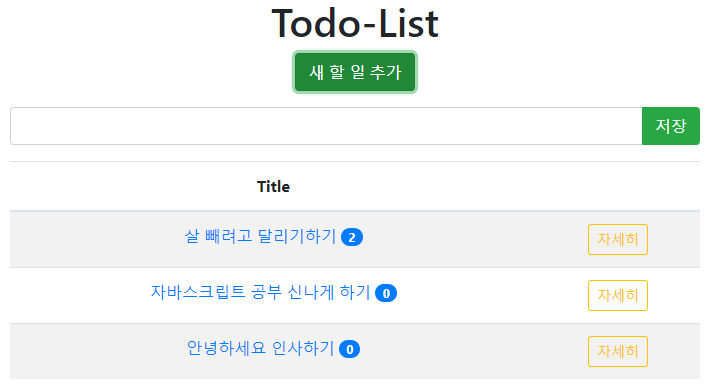 Todo-List
새 할 일 추가
저장
Title
살 빼려고 달리기하기 2 자세히
자바스크립트 공부 신나게 하기 0 자세히
안녕하세요 인사하기 0 자세히